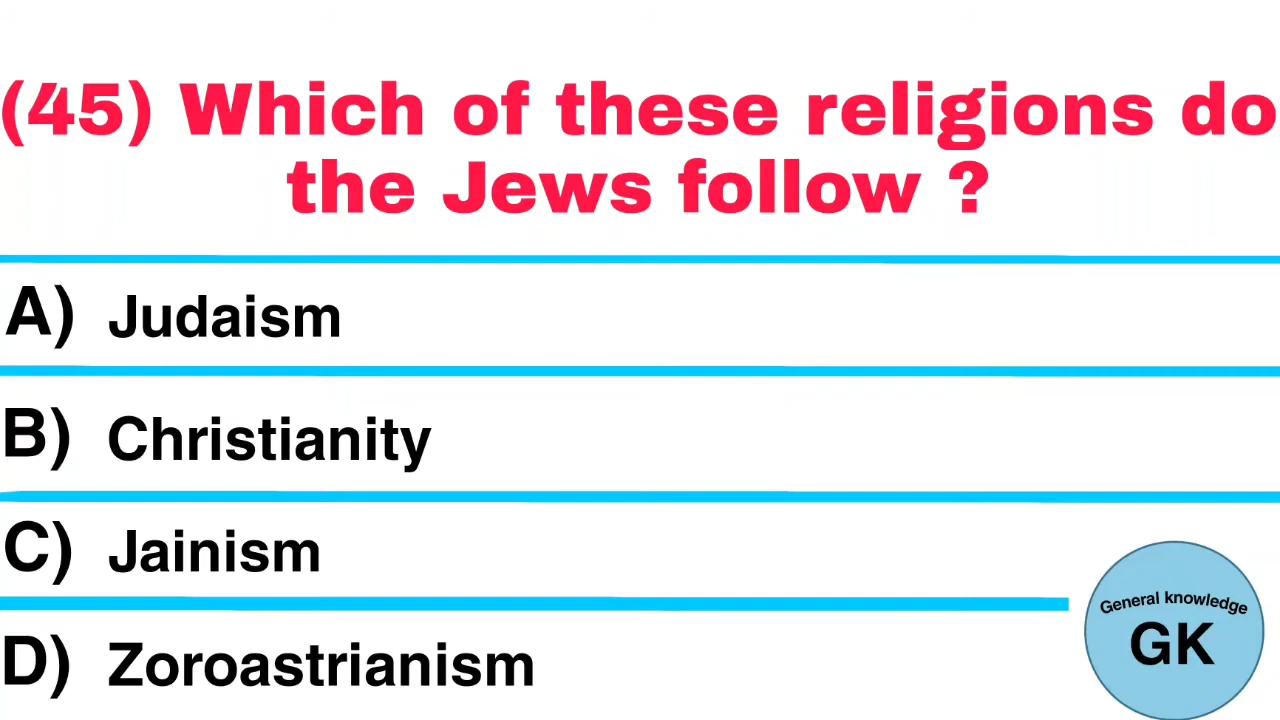 (45) Which of these religions do
the Jews follow ?
A) Judaism
B) Christianity
C) Jainism
D) Zoroastrianism
General knowledge
GK